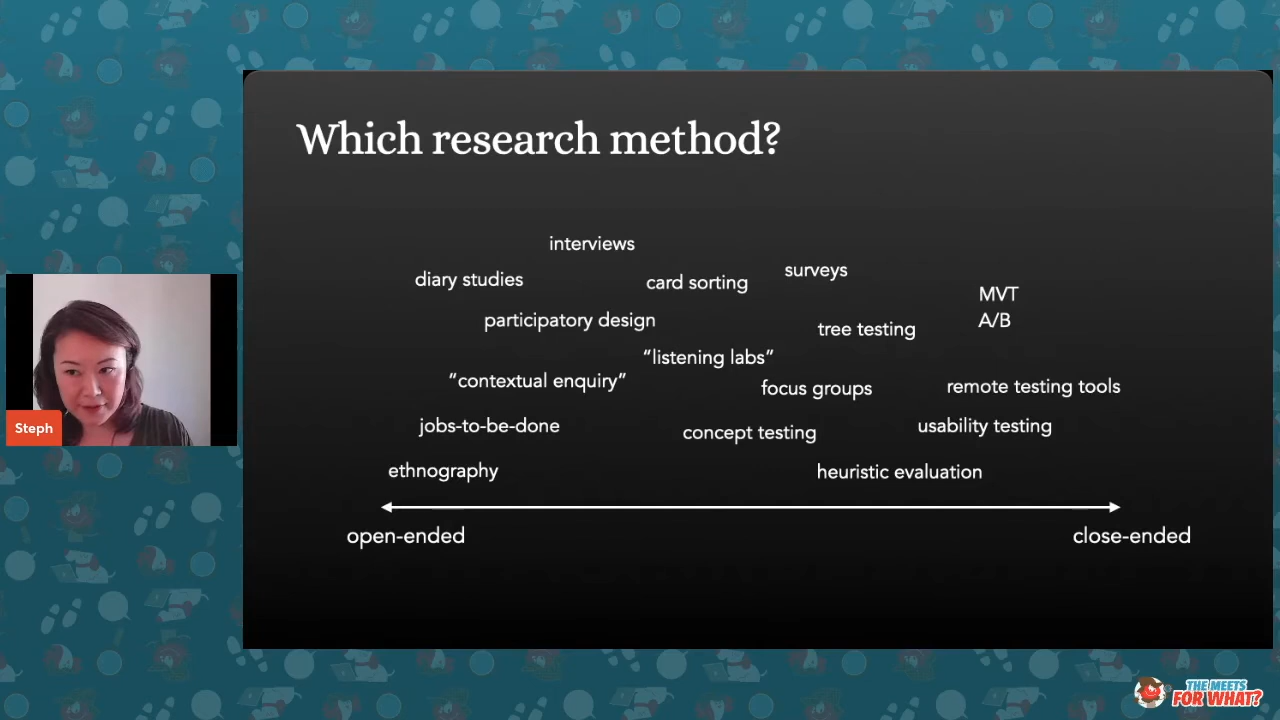 Which research method?
interviews
surveys
diary studies
card sorting
MVT
A/B
participatory design
tree testing
“listening labs”
“contextual enquiry”
focus groups
remote testing tools
jobs-to-be-done
concept testing
usability testing
ethnography
heuristic evaluation
open-ended
close-ended
Steph
THE MEETS
FOR WHAT?